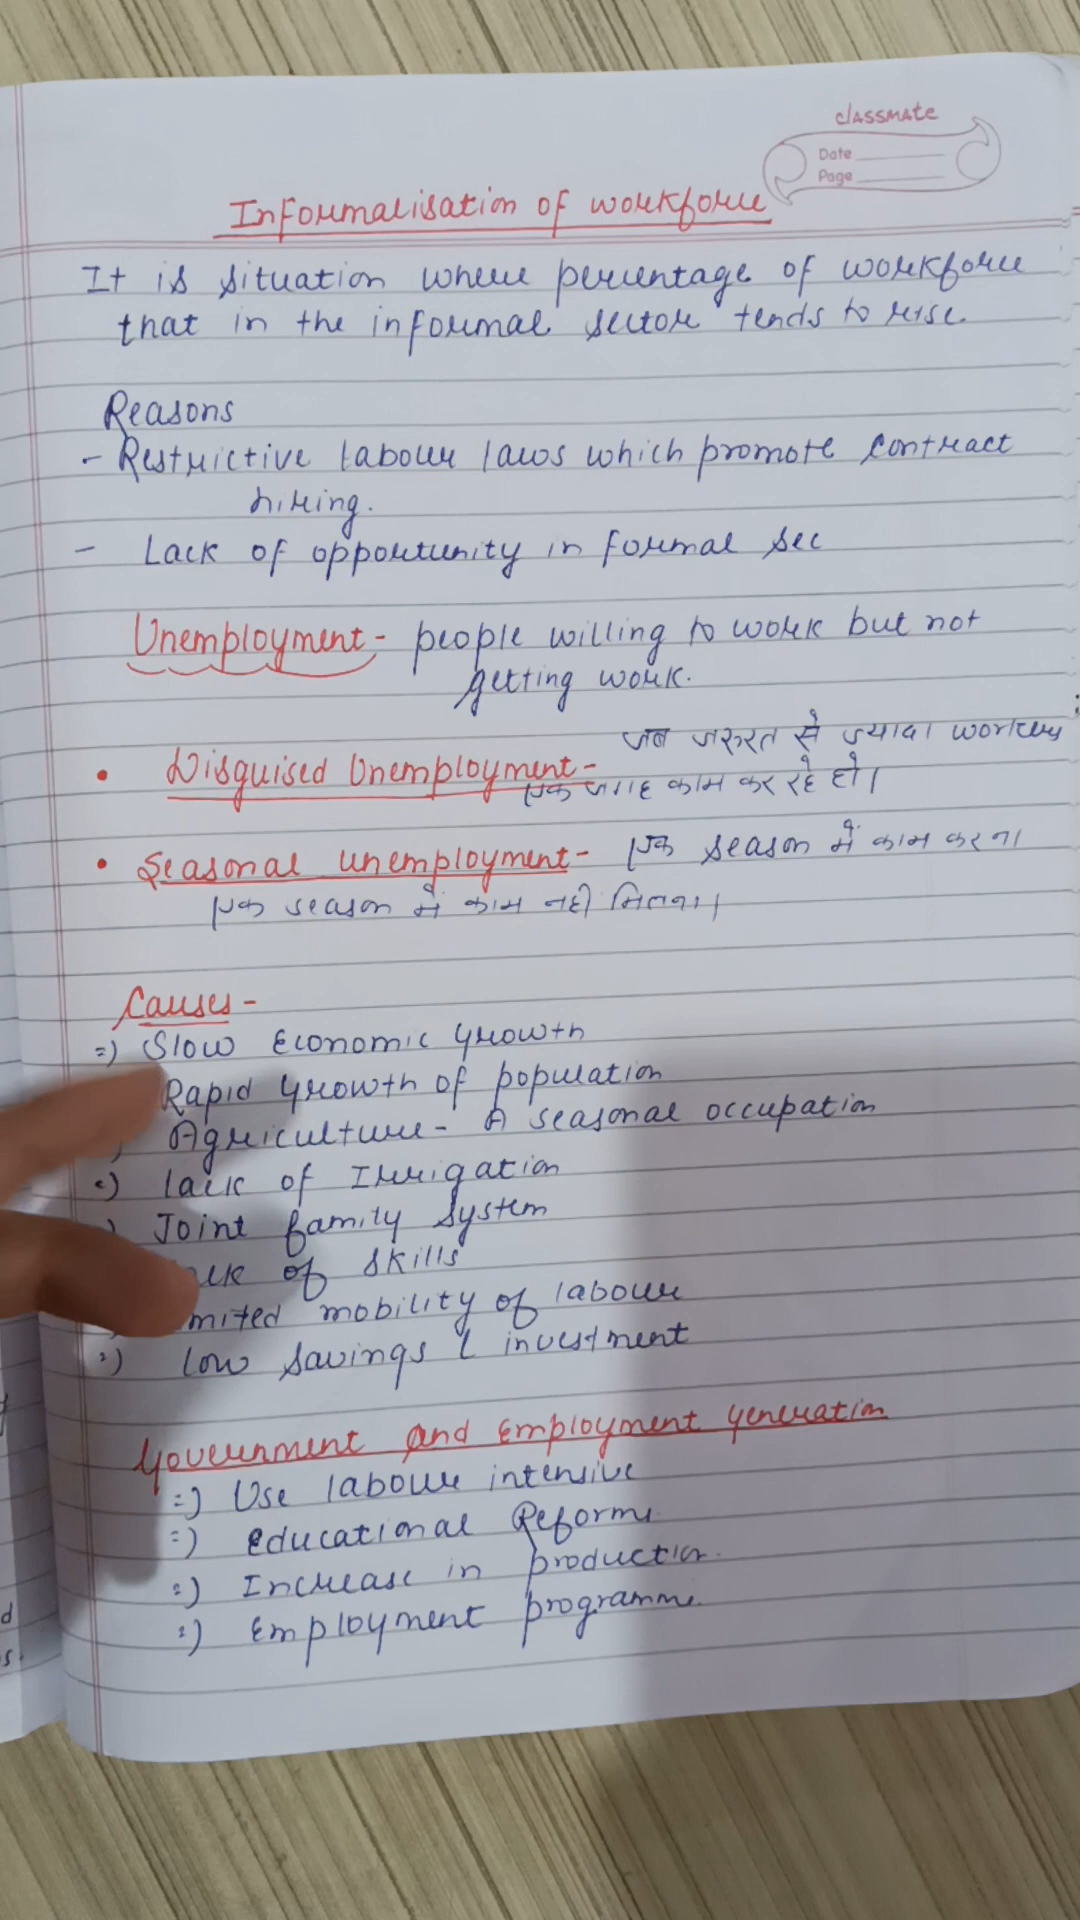 classmate
Date
Page
Informalisation of workforce
It is situation where percentage of workforce
that in the informal sector tends to rise.
Reasons
- Restrictive labour laws which promote contract
hiring.
- Lack of opportunity in formal sec
Unemployment - people willing to work but not
getting work.
• Disguised Unemployment - जब जरुरत से ज्यादा workers
एक जगह काम कर रहे हो।
• Seasonal unemployment - एक season में काम करना
एक season में काम नही मिलना।
Causes -
=) Slow Economic Growth
Rapid Growth of population
Agriculture - A seasonal occupation
=) lack of Irrigation
Joint family System
of skills
mobility of labour
=) low savings & investment
Government and Employment generation
=) Use labour intensive
=) educational Reforms
=) Increase in production.
=) Employment programme.
d
s.